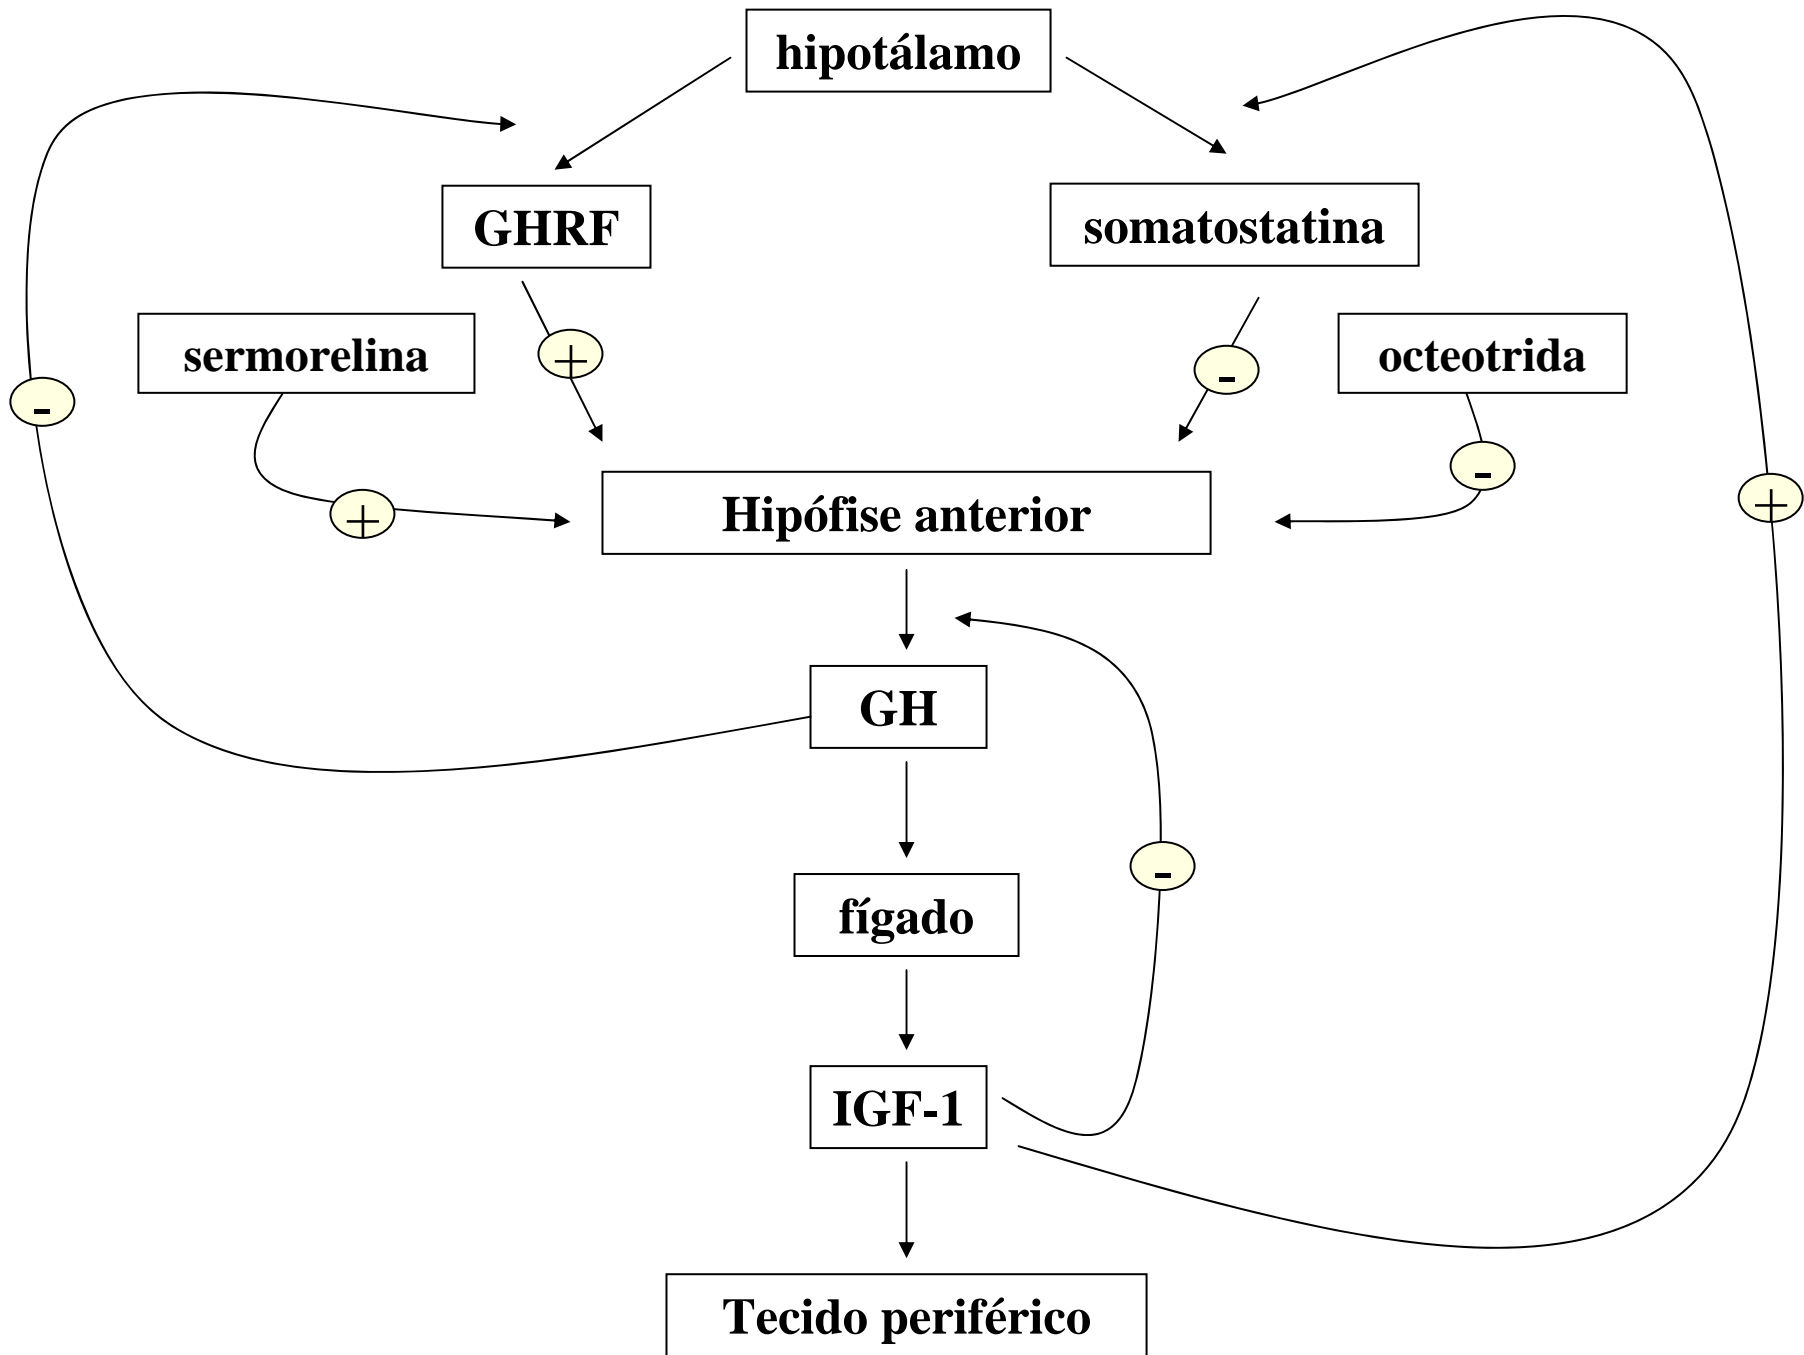 hipotálamo
GHRF
somatostatina
sermorelina
+
-
octeotrida
-
-
+
Hipófise anterior
+
GH
-
fígado
IGF-1
Tecido periférico